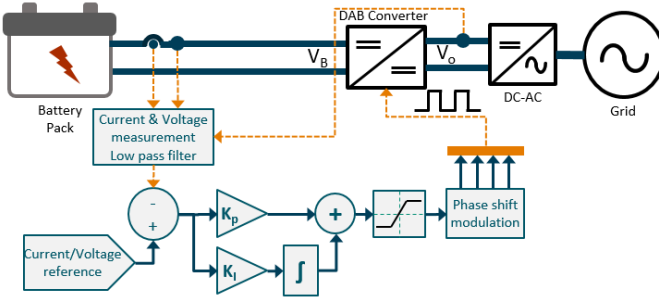 DAB Converter
V_B
V_o
Battery
Pack
DC-AC
Grid
Current & Voltage
measurement
Low pass filter
-
+
K_p
+
Phase shift
modulation
Current/Voltage
reference
K_I
∫